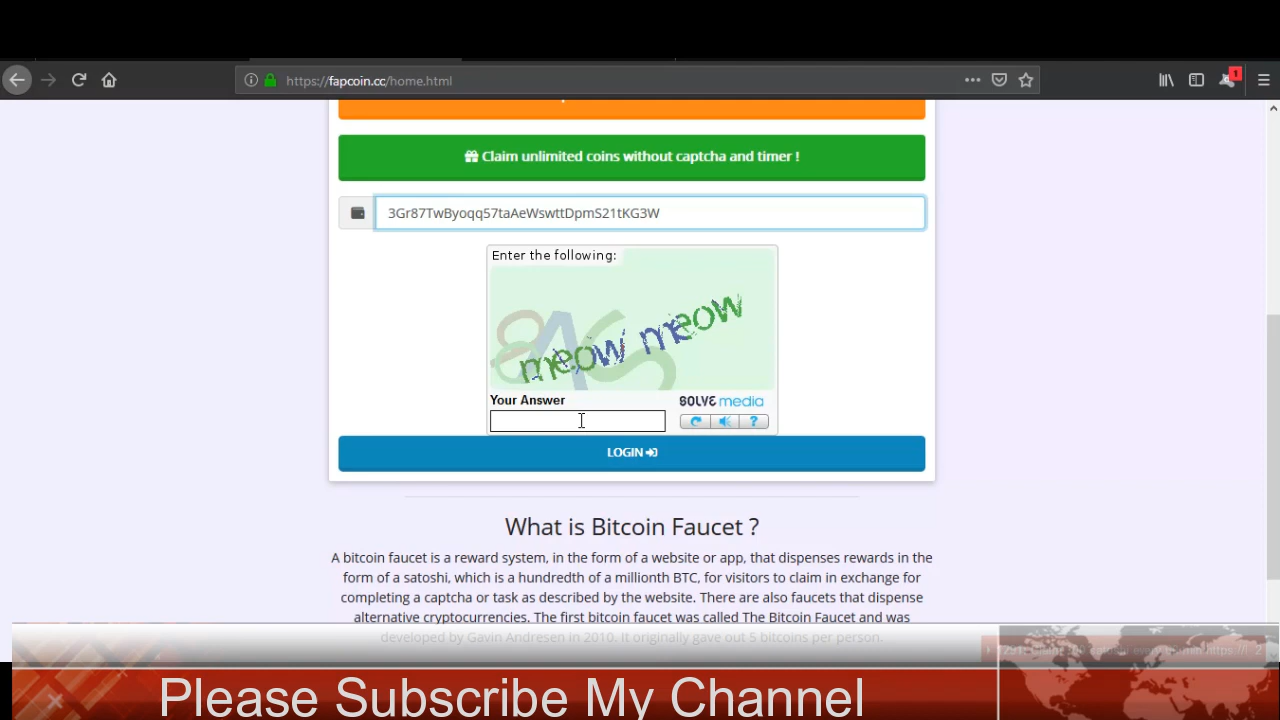 https://fapcoin.cc/home.html
1
Claim unlimited coins without captcha and timer !
3Gr87TwByoqq57taAeWswttDpmS21tKG3W
Enter the following:
meow meow
Your Answer
SOLVE media
?
LOGIN
What is Bitcoin Faucet ?
A bitcoin faucet is a reward system, in the form of a website or app, that dispenses rewards in the
form of a satoshi, which is a hundredth of a millionth BTC, for visitors to claim in exchange for
completing a captcha or task as described by the website. There are also faucets that dispense
alternative cryptocurrencies. The first bitcoin faucet was called The Bitcoin Faucet and was
developed by Gavin Andresen in 2010. It originally gave out 5 bitcoins per person.
Please Subscribe My Channel